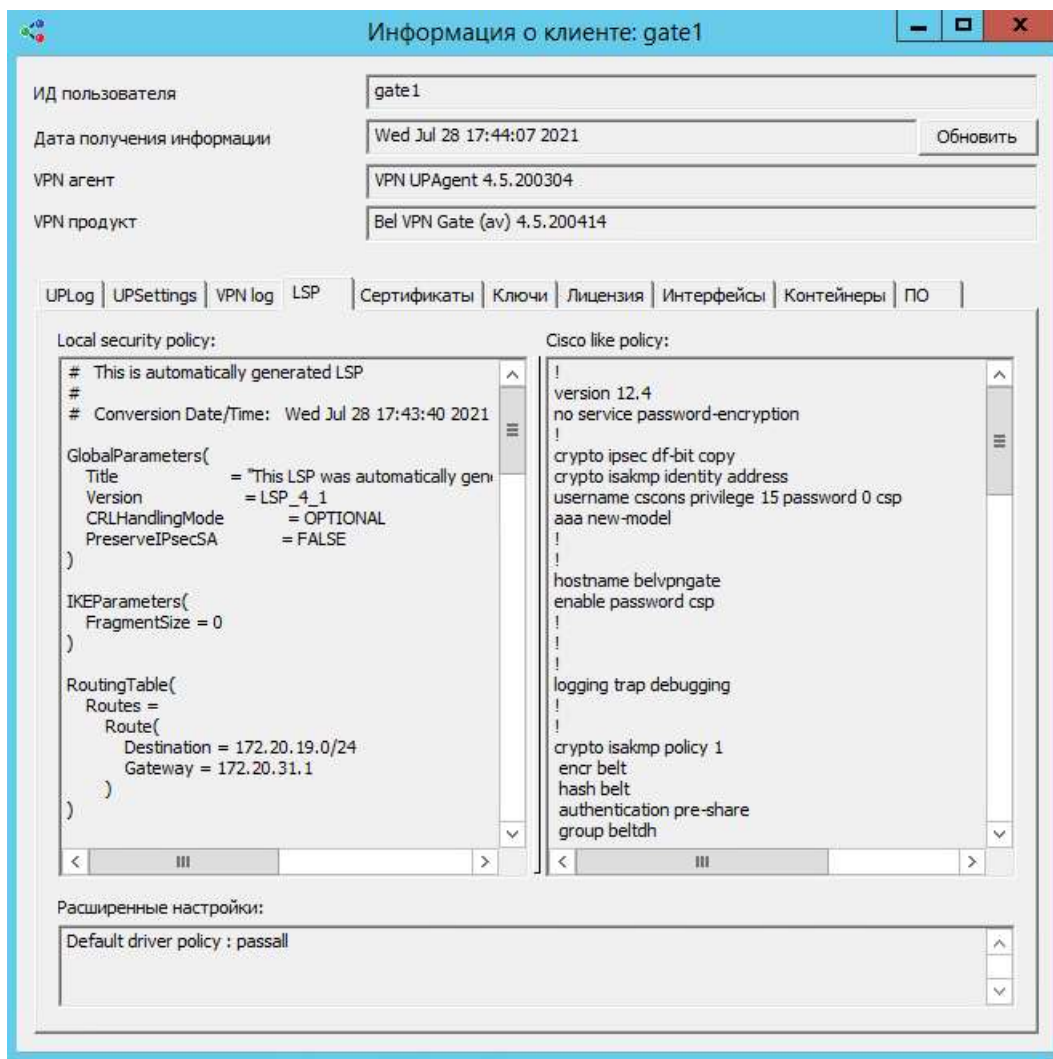 Информация о клиенте: gate1
ИД пользователя
gate1
Дата получения информации
Wed Jul 28 17:44:07 2021
Обновить
VPN агент
VPN UPAgent 4.5.200304
VPN продукт
Bel VPN Gate (av) 4.5.200414
UPLog UPSettings VPN log LSP Сертификаты Ключи Лицензия Интерфейсы Контейнеры ПО
Local security policy:
# This is automatically generated LSP
#
# Conversion Date/Time: Wed Jul 28 17:43:40 2021
GlobalParameters(
Title = "This LSP was automatically gen
Version = LSP_4_1
CRLHandlingMode = OPTIONAL
PreserveIPsecSA = FALSE
)
IKEParameters(
FragmentSize = 0
)
RoutingTable(
Routes =
Route(
Destination = 172.20.19.0/24
Gateway = 172.20.31.1
)
)
Cisco like policy:
!
version 12.4
no service password-encryption
!
crypto ipsec df-bit copy
crypto isakmp identity address
username cscons privilege 15 password 0 csp
aaa new-model
!
!
hostname belvpngate
enable password csp
!
!
!
logging trap debugging
!
!
crypto isakmp policy 1
encr belt
hash belt
authentication pre-share
group beltdh
Расширенные настройки:
Default driver policy : passall